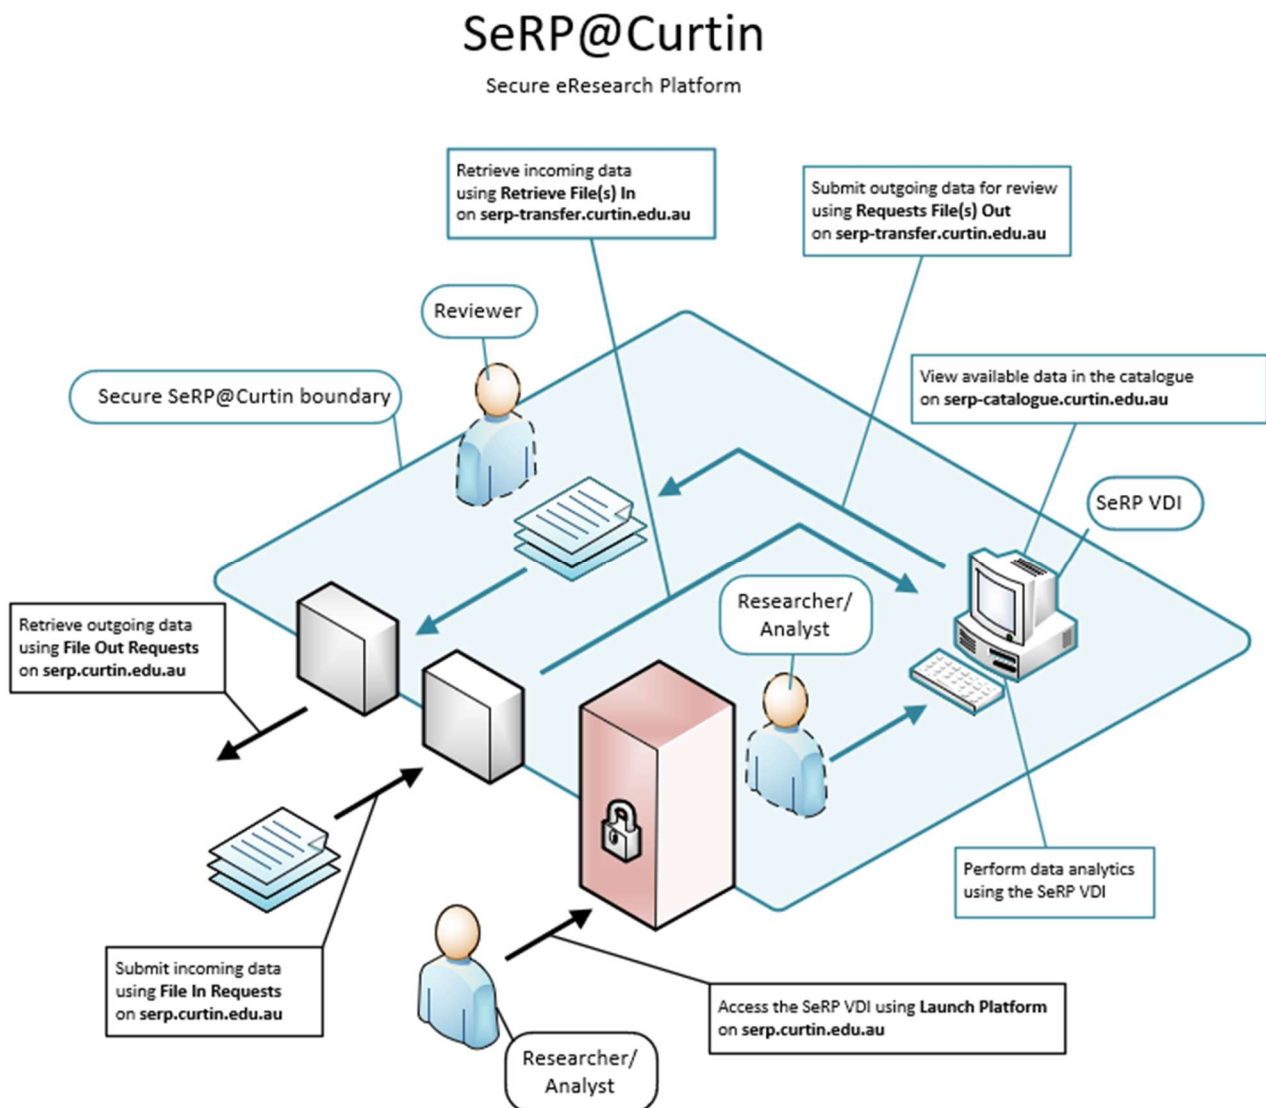 SeRP@Curtin
Secure eResearch Platform
Retrieve incoming data
using Retrieve File(s) In
on serp-transfer.curtin.edu.au
Submit outgoing data for review
using Requests File(s) Out
on serp-transfer.curtin.edu.au
Reviewer
View available data in the catalogue
on serp-catalogue.curtin.edu.au
Secure SeRP@Curtin boundary
SeRP VDI
Researcher/
Analyst
Retrieve outgoing data
using File Out Requests
on serp.curtin.edu.au
Perform data analytics
using the SeRP VDI
Submit incoming data
using File In Requests
on serp.curtin.edu.au
Access the SeRP VDI using Launch Platform
on serp.curtin.edu.au
Researcher/
Analyst